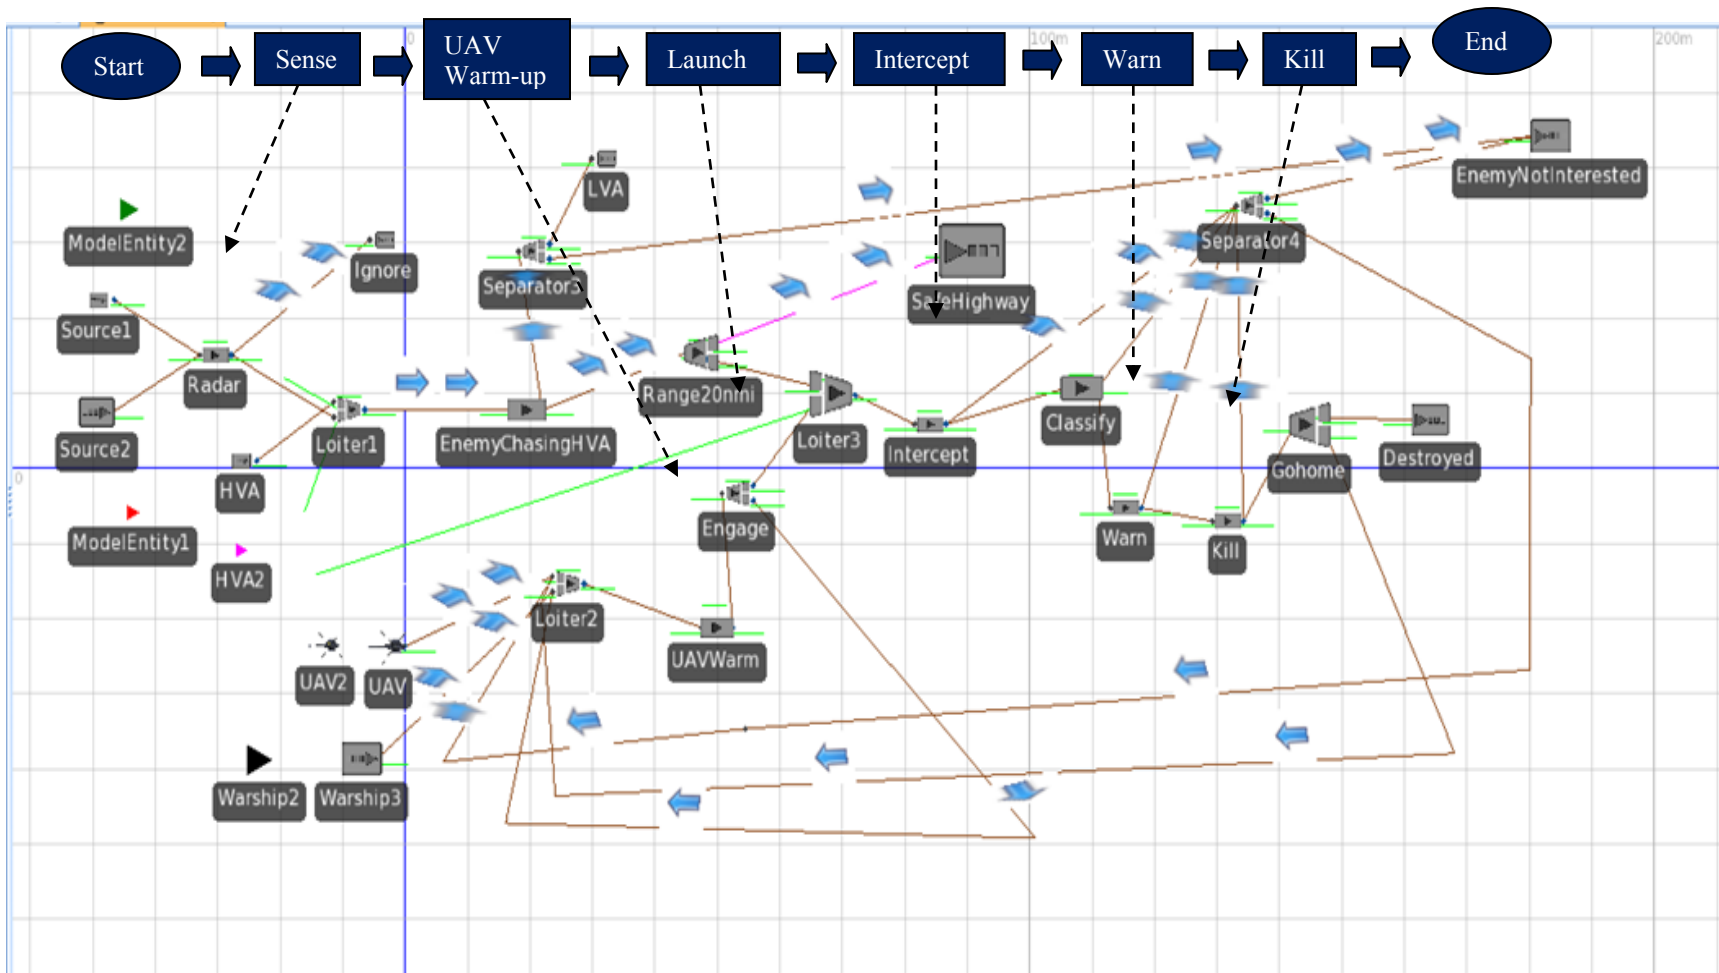 Start
Sense
UAV
Warm-up
Launch
Intercept
Warn
Kill
End
0
100m
200m
LVA
EnemyNotInterested
ModelEntity2
Ignore
Separator3
Separator4
SafeHighway
Source1
Radar
Range20nmi
Source2
Loiter1
EnemyChasingHVA
Loiter3
Intercept
Classify
Gohome
Destroyed
0
HVA
ModelEntity1
HVA2
Engage
Warn
Kill
Loiter2
UAV2
UAV
UAVWarm
Warship2
Warship3